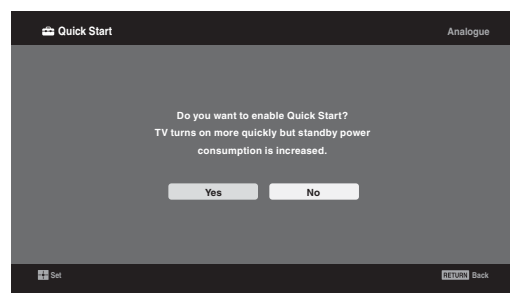 Quick Start
Analogue
Do you want to enable Quick Start?
TV turns on more quickly but standby power
consumption is increased.
Yes
No
Set
RETURN Back